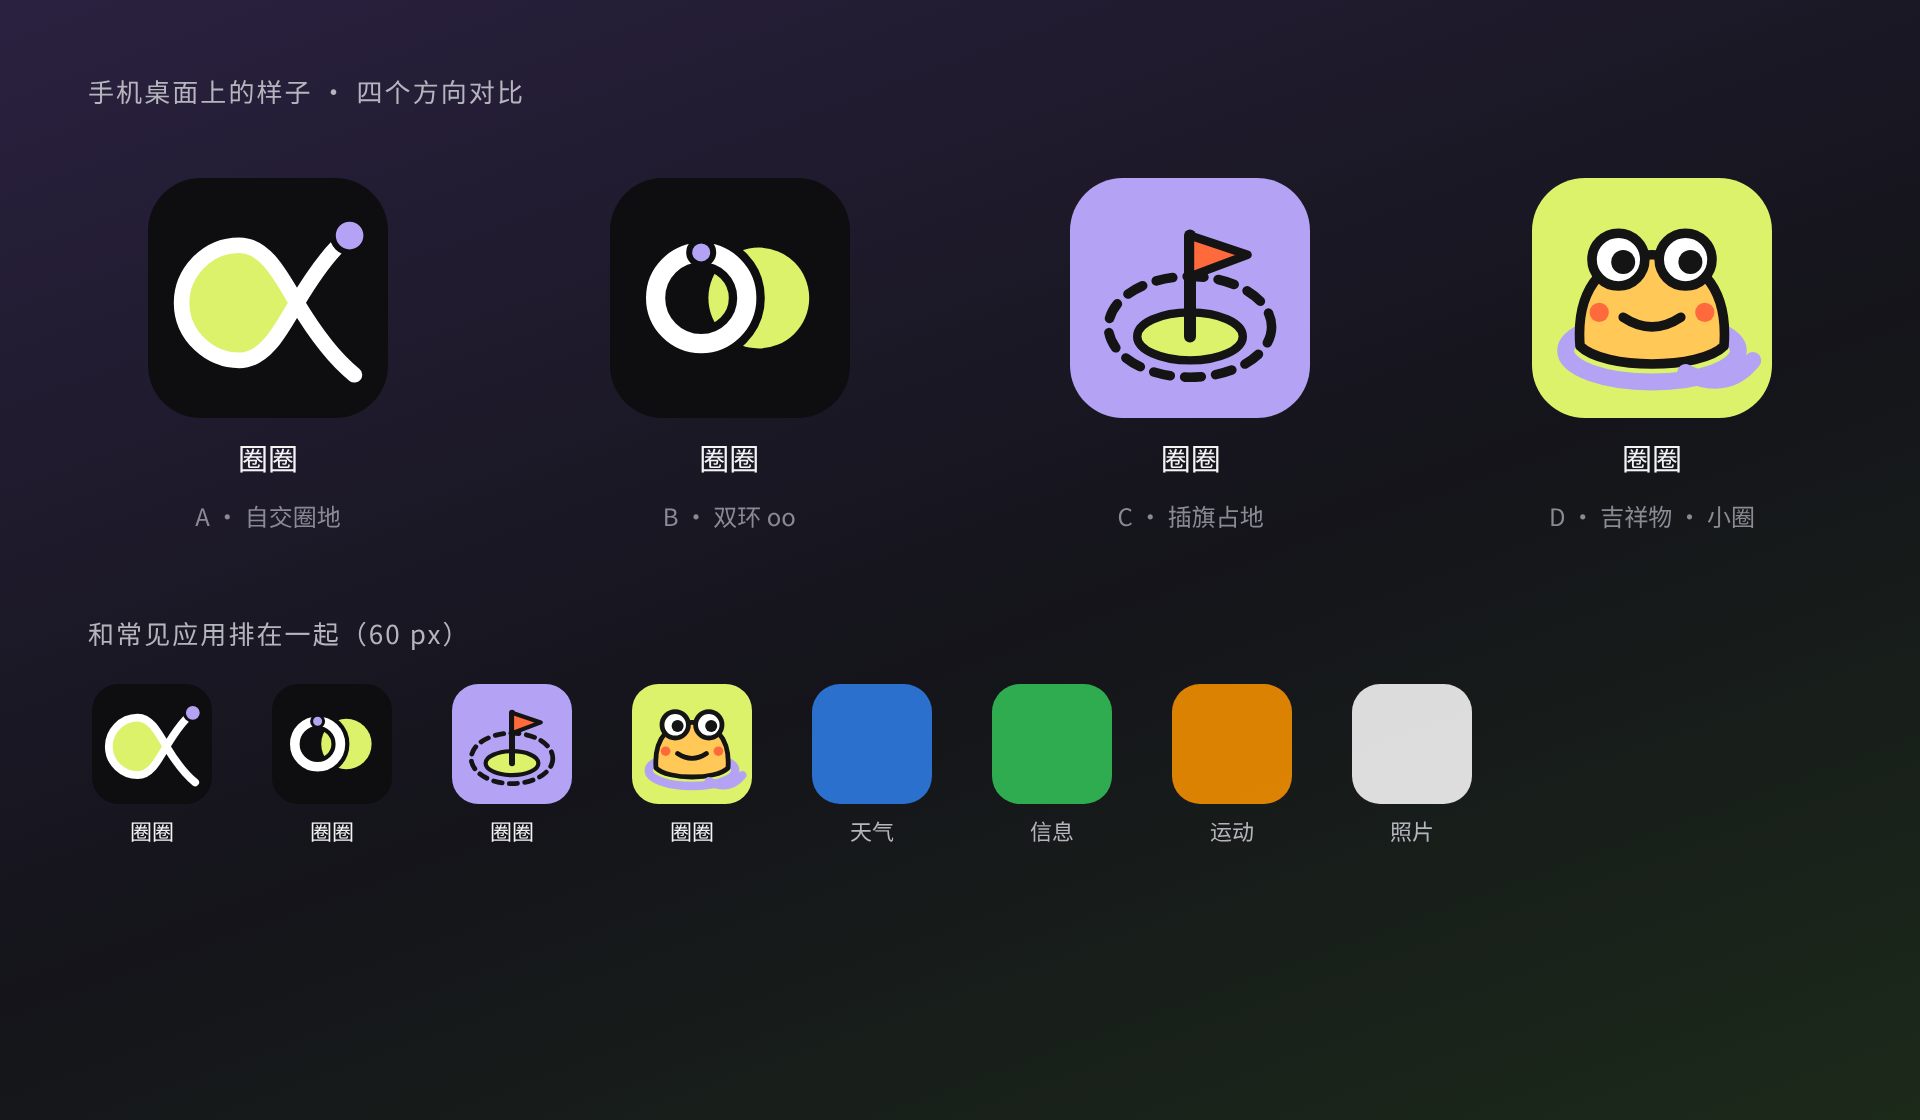 手机桌面上的样子 · 四个方向对比
圈圈
圈圈
圈圈
圈圈
A · 自交圈地
B · 双环 oo
C · 插旗占地
D · 吉祥物 · 小圈
和常见应用排在一起（60 px）
圈圈
圈圈
圈圈
圈圈
天气
信息
运动
照片